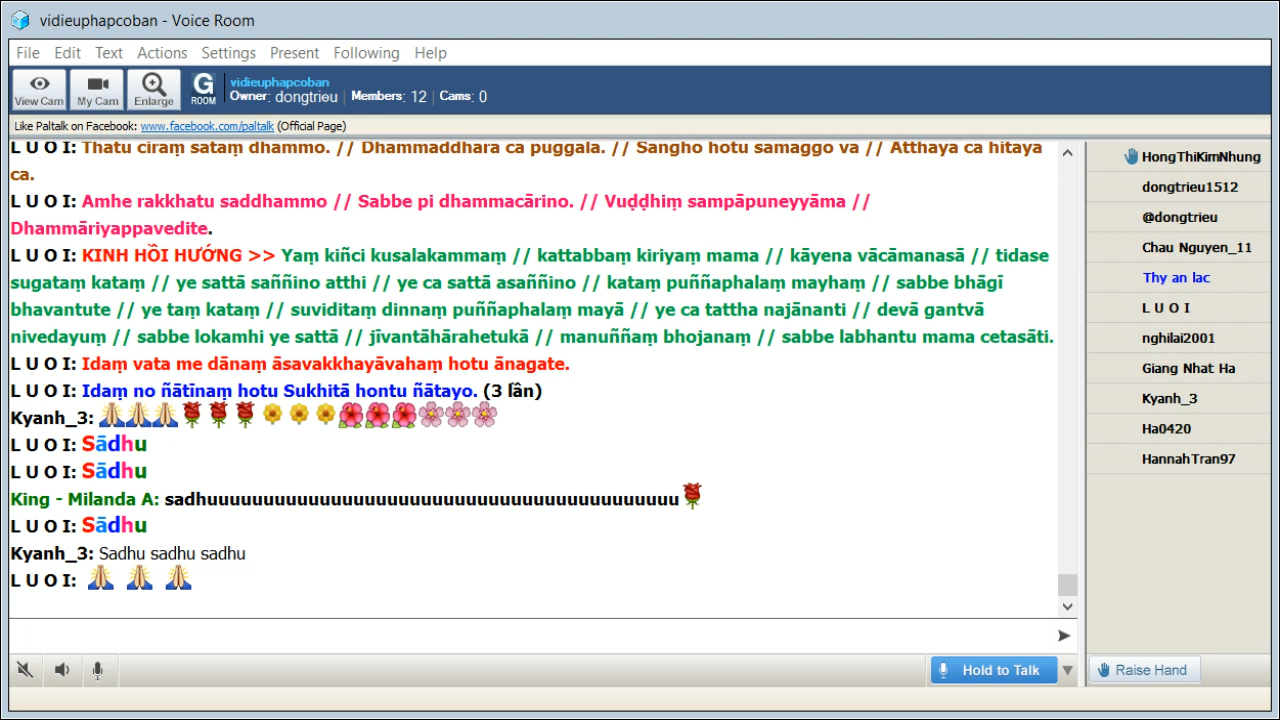 vidieuphapcoban - Voice Room
File Edit Text Actions Settings Present Following Help
View Cam My Cam Enlarge G ROOM
vidieuphapcoban
Owner: dongtrieu | Members: 12 | Cams: 0
Like Paltalk on Facebook: www.facebook.com/paltalk (Official Page)
L U O I: Thatu ciraṃ sataṃ dhammo. // Dhammaddhara ca puggala. // Sangho hotu samaggo va // Atthaya ca hitaya
ca.
L U O I: Amhe rakkhatu saddhammo // Sabbe pi dhammacārino. // Vuḍḍhiṃ sampāpuneyyāma //
Dhammāriyappavedite.
L U O I: KINH HỒI HƯỚNG >> Yaṃ kiñci kusalakammaṃ // kattabbaṃ kiriyaṃ mama // kāyena vācāmanasā // tidase
sugataṃ kataṃ // ye sattā saññino atthi // ye ca sattā asaññino // kataṃ puññaphalaṃ mayhaṃ // sabbe bhāgī
bhavantute // ye taṃ kataṃ // suviditaṃ dinnaṃ puññaphalaṃ mayā // ye ca tattha najānanti // devā gantvā
nivedayuṃ // sabbe lokamhi ye sattā // jīvantāhārahetukā // manuññaṃ bhojanaṃ // sabbe labhantu mama cetasāti.
L U O I: Idaṃ vata me dānaṃ āsavakkhayāvahaṃ hotu ānagate.
L U O I: Idaṃ no ñātīnaṃ hotu Sukhitā hontu ñātayo. (3 lần)
Kyanh_3:
L U O I: Sādhu
L U O I: Sādhu
King - Milanda A: sadhuuuuuuuuuuuuuuuuuuuuuuuuuuuuuuuuuuuuuuuuuu
L U O I: Sādhu
Kyanh_3: Sadhu sadhu sadhu
L U O I:
Hold to Talk
HongThiKimNhung
dongtrieu1512
@dongtrieu
Chau Nguyen_11
Thy an lac
L U O I
nghilai2001
Giang Nhat Ha
Kyanh_3
Ha0420
HannahTran97
Raise Hand